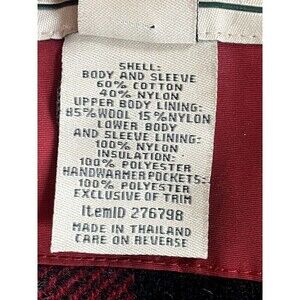 SHELL:
BODY AND SLEEVE
60% COTTON
40% NYLON
UPPER BODY LINING:
85% WOOL 15% NYLON
LOWER BODY
AND SLEEVE LINING:
100% NYLON
INSULATION:
100% POLYESTER
HANDWARMER POCKETS:
100% POLYESTER
EXCLUSIVE OF TRIM
ItemID 276798
MADE IN THAILAND
CARE ON REVERSE